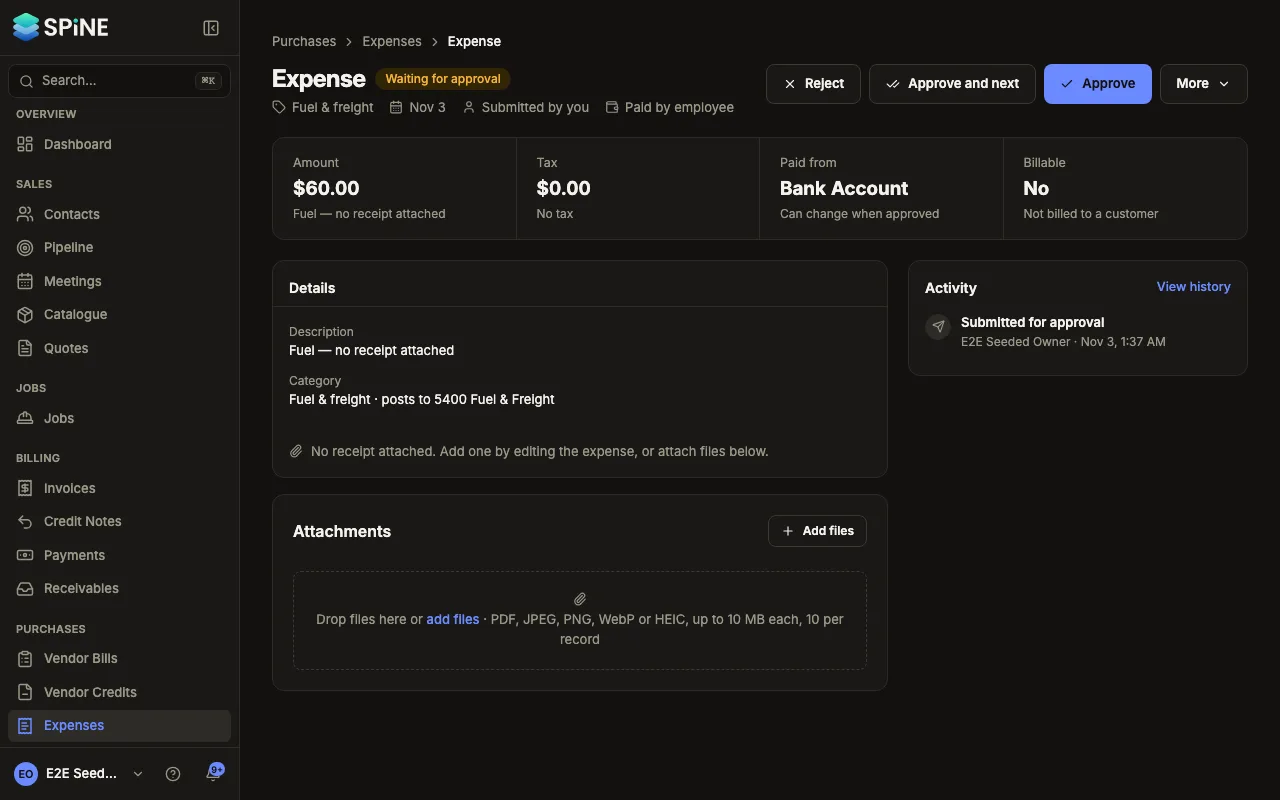 SPiNE
Search...
⌘K
OVERVIEW
Dashboard
SALES
Contacts
Pipeline
Meetings
Catalogue
Quotes
JOBS
Jobs
BILLING
Invoices
Credit Notes
Payments
Receivables
PURCHASES
Vendor Bills
Vendor Credits
Expenses
EO
E2E Seed...
9+
Purchases > Expenses > Expense
Expense
Waiting for approval
Fuel & freight
Nov 3
Submitted by you
Paid by employee
Reject
Approve and next
Approve
More
Amount
$60.00
Fuel — no receipt attached
Tax
$0.00
No tax
Paid from
Bank Account
Can change when approved
Billable
No
Not billed to a customer
Details
Description
Fuel — no receipt attached
Category
Fuel & freight · posts to 5400 Fuel & Freight
No receipt attached. Add one by editing the expense, or attach files below.
Attachments
Add files
Drop files here or add files · PDF, JPEG, PNG, WebP or HEIC, up to 10 MB each, 10 per
record
Activity
View history
Submitted for approval
E2E Seeded Owner · Nov 3, 1:37 AM